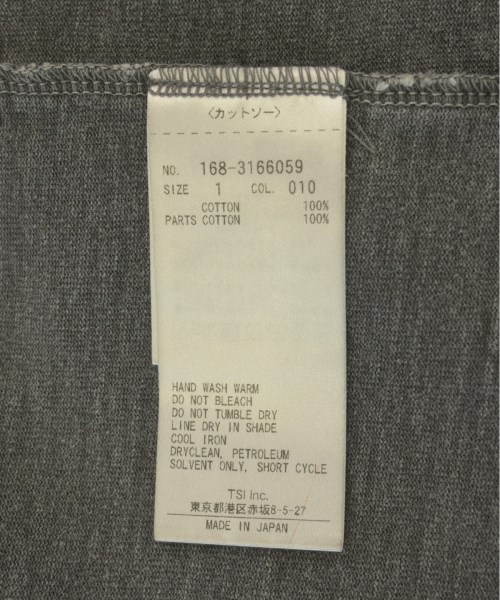 〈カットソー〉
NO. 168-3166059
SIZE 1 COL. 010
COTTON 100%
PARTS COTTON 100%
HAND WASH WARM
DO NOT BLEACH
DO NOT TUMBLE DRY
LINE DRY IN SHADE
COOL IRON
DRYCLEAN, PETROLEUM
SOLVENT ONLY, SHORT CYCLE
TSI Inc.
東京都港区赤坂8-5-27
MADE IN JAPAN